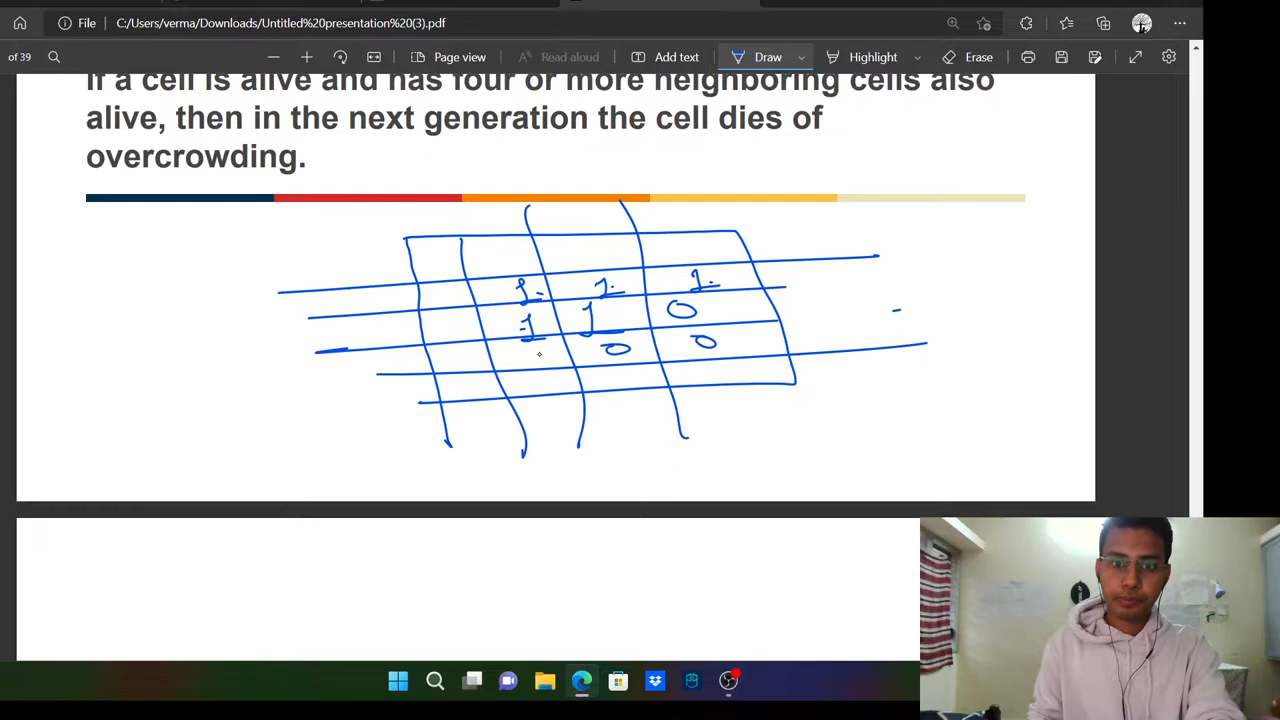 File C:/Users/verma/Downloads/Untitled%20presentation%20(3).pdf
of 39 Page view Read aloud Add text Draw Highlight Erase
If a cell is alive and has four or more neighboring cells also
alive, then in the next generation the cell dies of
overcrowding.
1 1 1
1 1 0
0 0